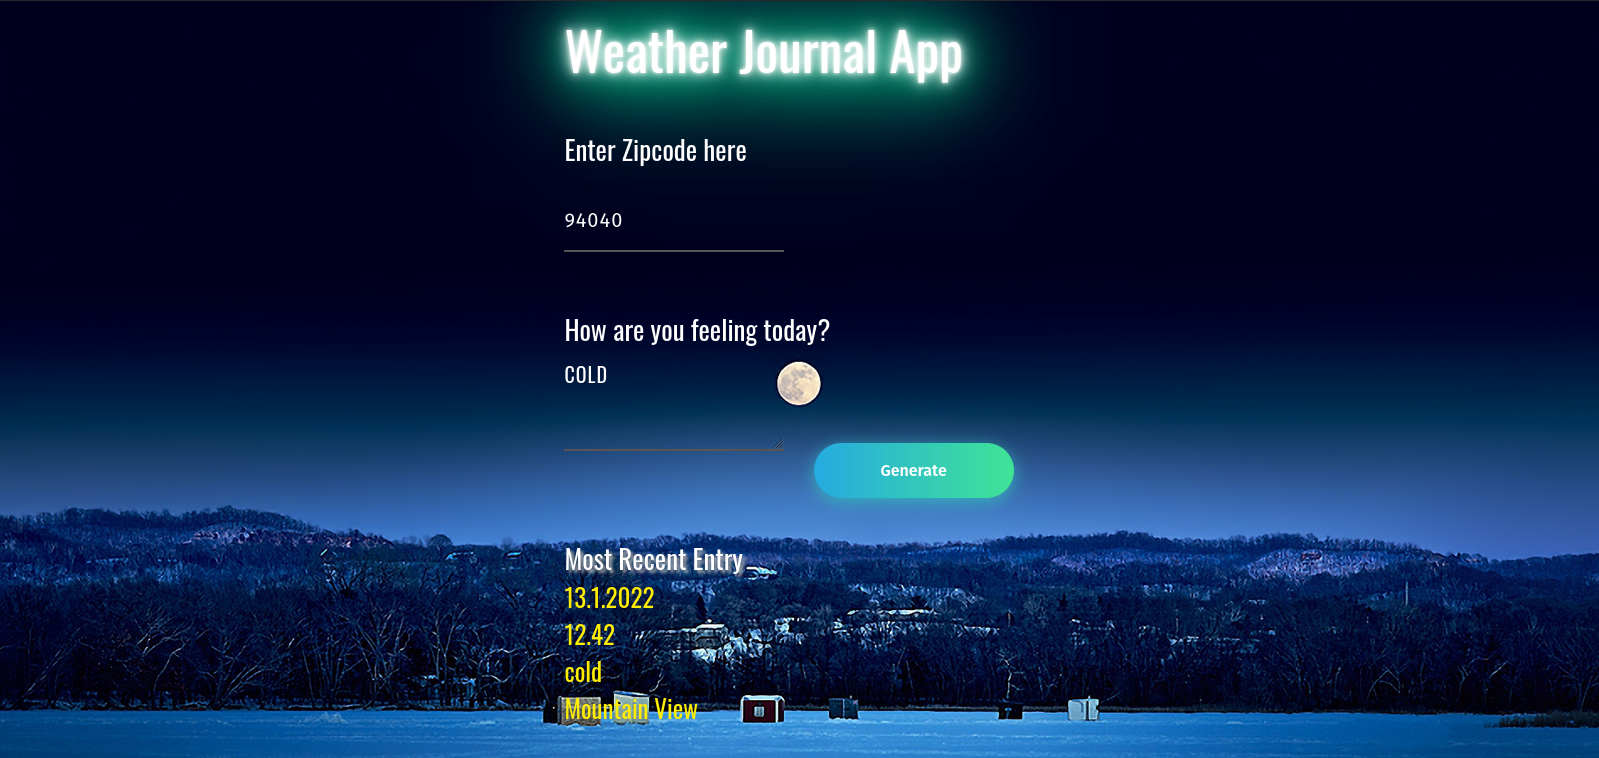 Weather Journal App
Enter Zipcode here
94040
How are you feeling today?
COLD
Generate
Most Recent Entry
13.1.2022
12.42
cold
Mountain View